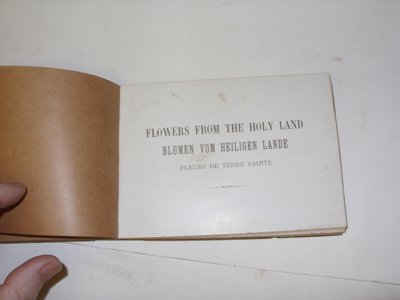 FLOWERS FROM THE HOLY LAND
BLUMEN VOM HEILIGEN LANDE
FLEURS DE TERRE SAINTE